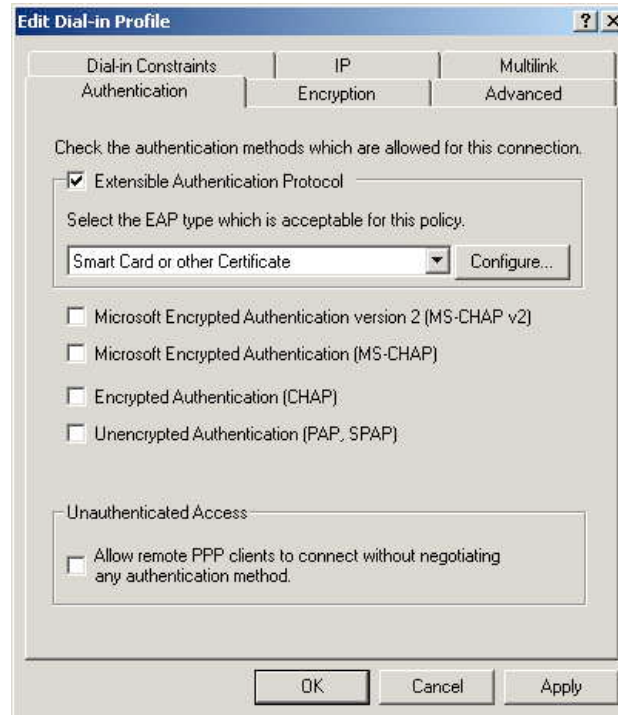 Edit Dial-in Profile
Dial-in Constraints IP Multilink
Authentication Encryption Advanced
Check the authentication methods which are allowed for this connection.
Extensible Authentication Protocol
Select the EAP type which is acceptable for this policy.
Smart Card or other Certificate Configure...
Microsoft Encrypted Authentication version 2 (MS-CHAP v2)
Microsoft Encrypted Authentication (MS-CHAP)
Encrypted Authentication (CHAP)
Unencrypted Authentication (PAP, SPAP)
Unauthenticated Access
Allow remote PPP clients to connect without negotiating
any authentication method.
OK Cancel Apply